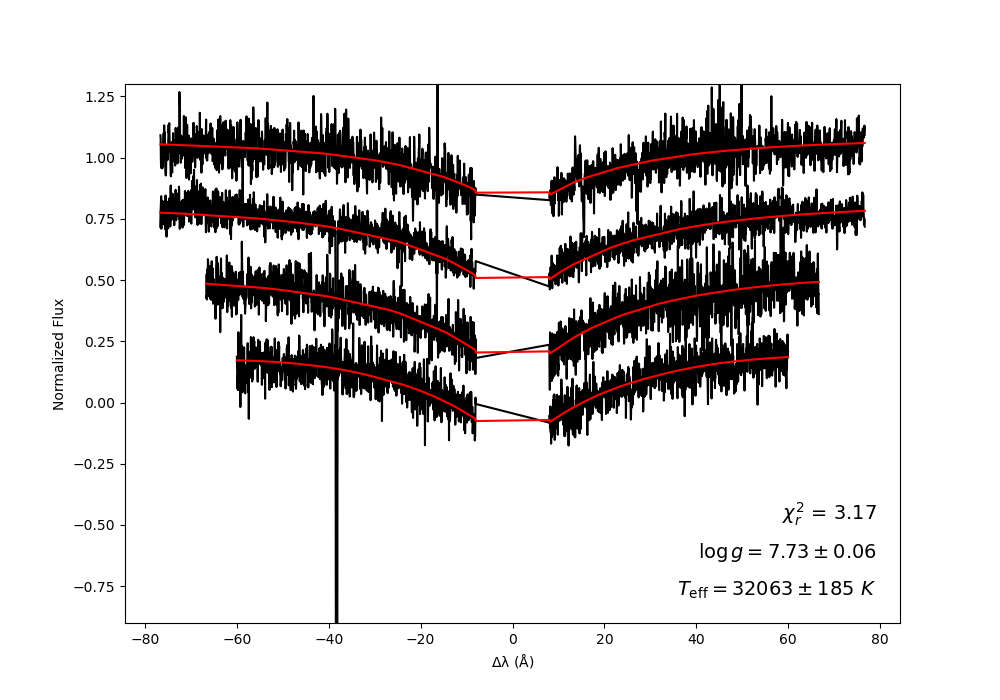 1.25
1.00
0.75
0.50
0.25
0.00
−0.25
−0.50
−0.75
Normalized Flux
χ²ᵣ = 3.17
log g = 7.73 ± 0.06
T_eff = 32063 ± 185 K
−80 −60 −40 −20 0 20 40 60 80
Δλ (Å)